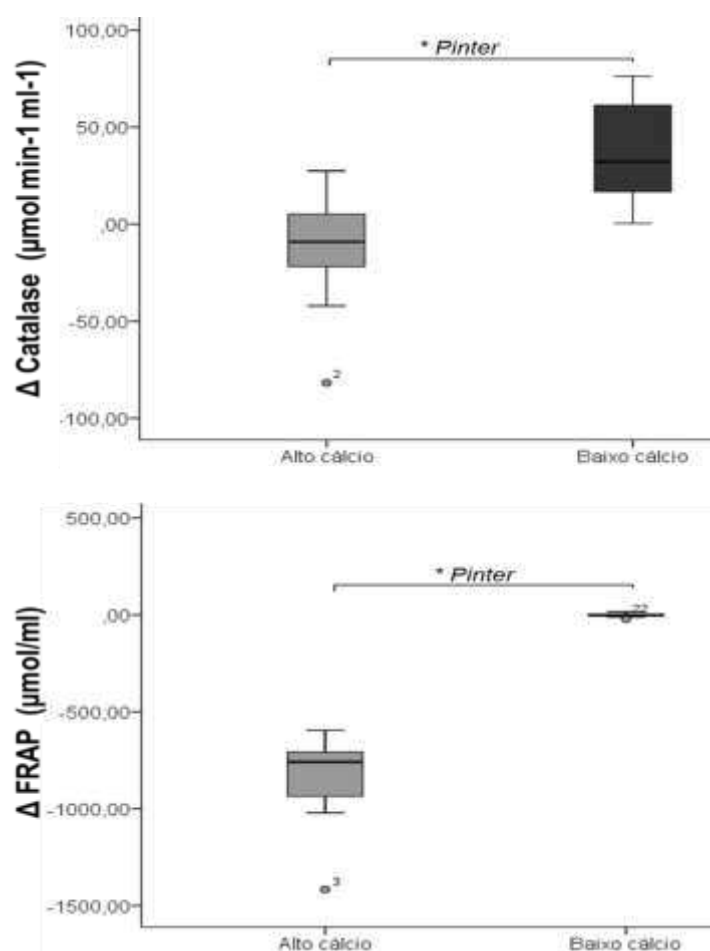 Δ Catalase (µmol min-1 ml-1)
100,00
50,00
,00
-50,00
-100,00
* Pinter
2
Alto cálcio
Baixo cálcio
Δ FRAP (µmol/ml)
500,00
,00
-500,00
-1000,00
-1500,00
* Pinter
22
3
Alto cálcio
Baixo cálcio